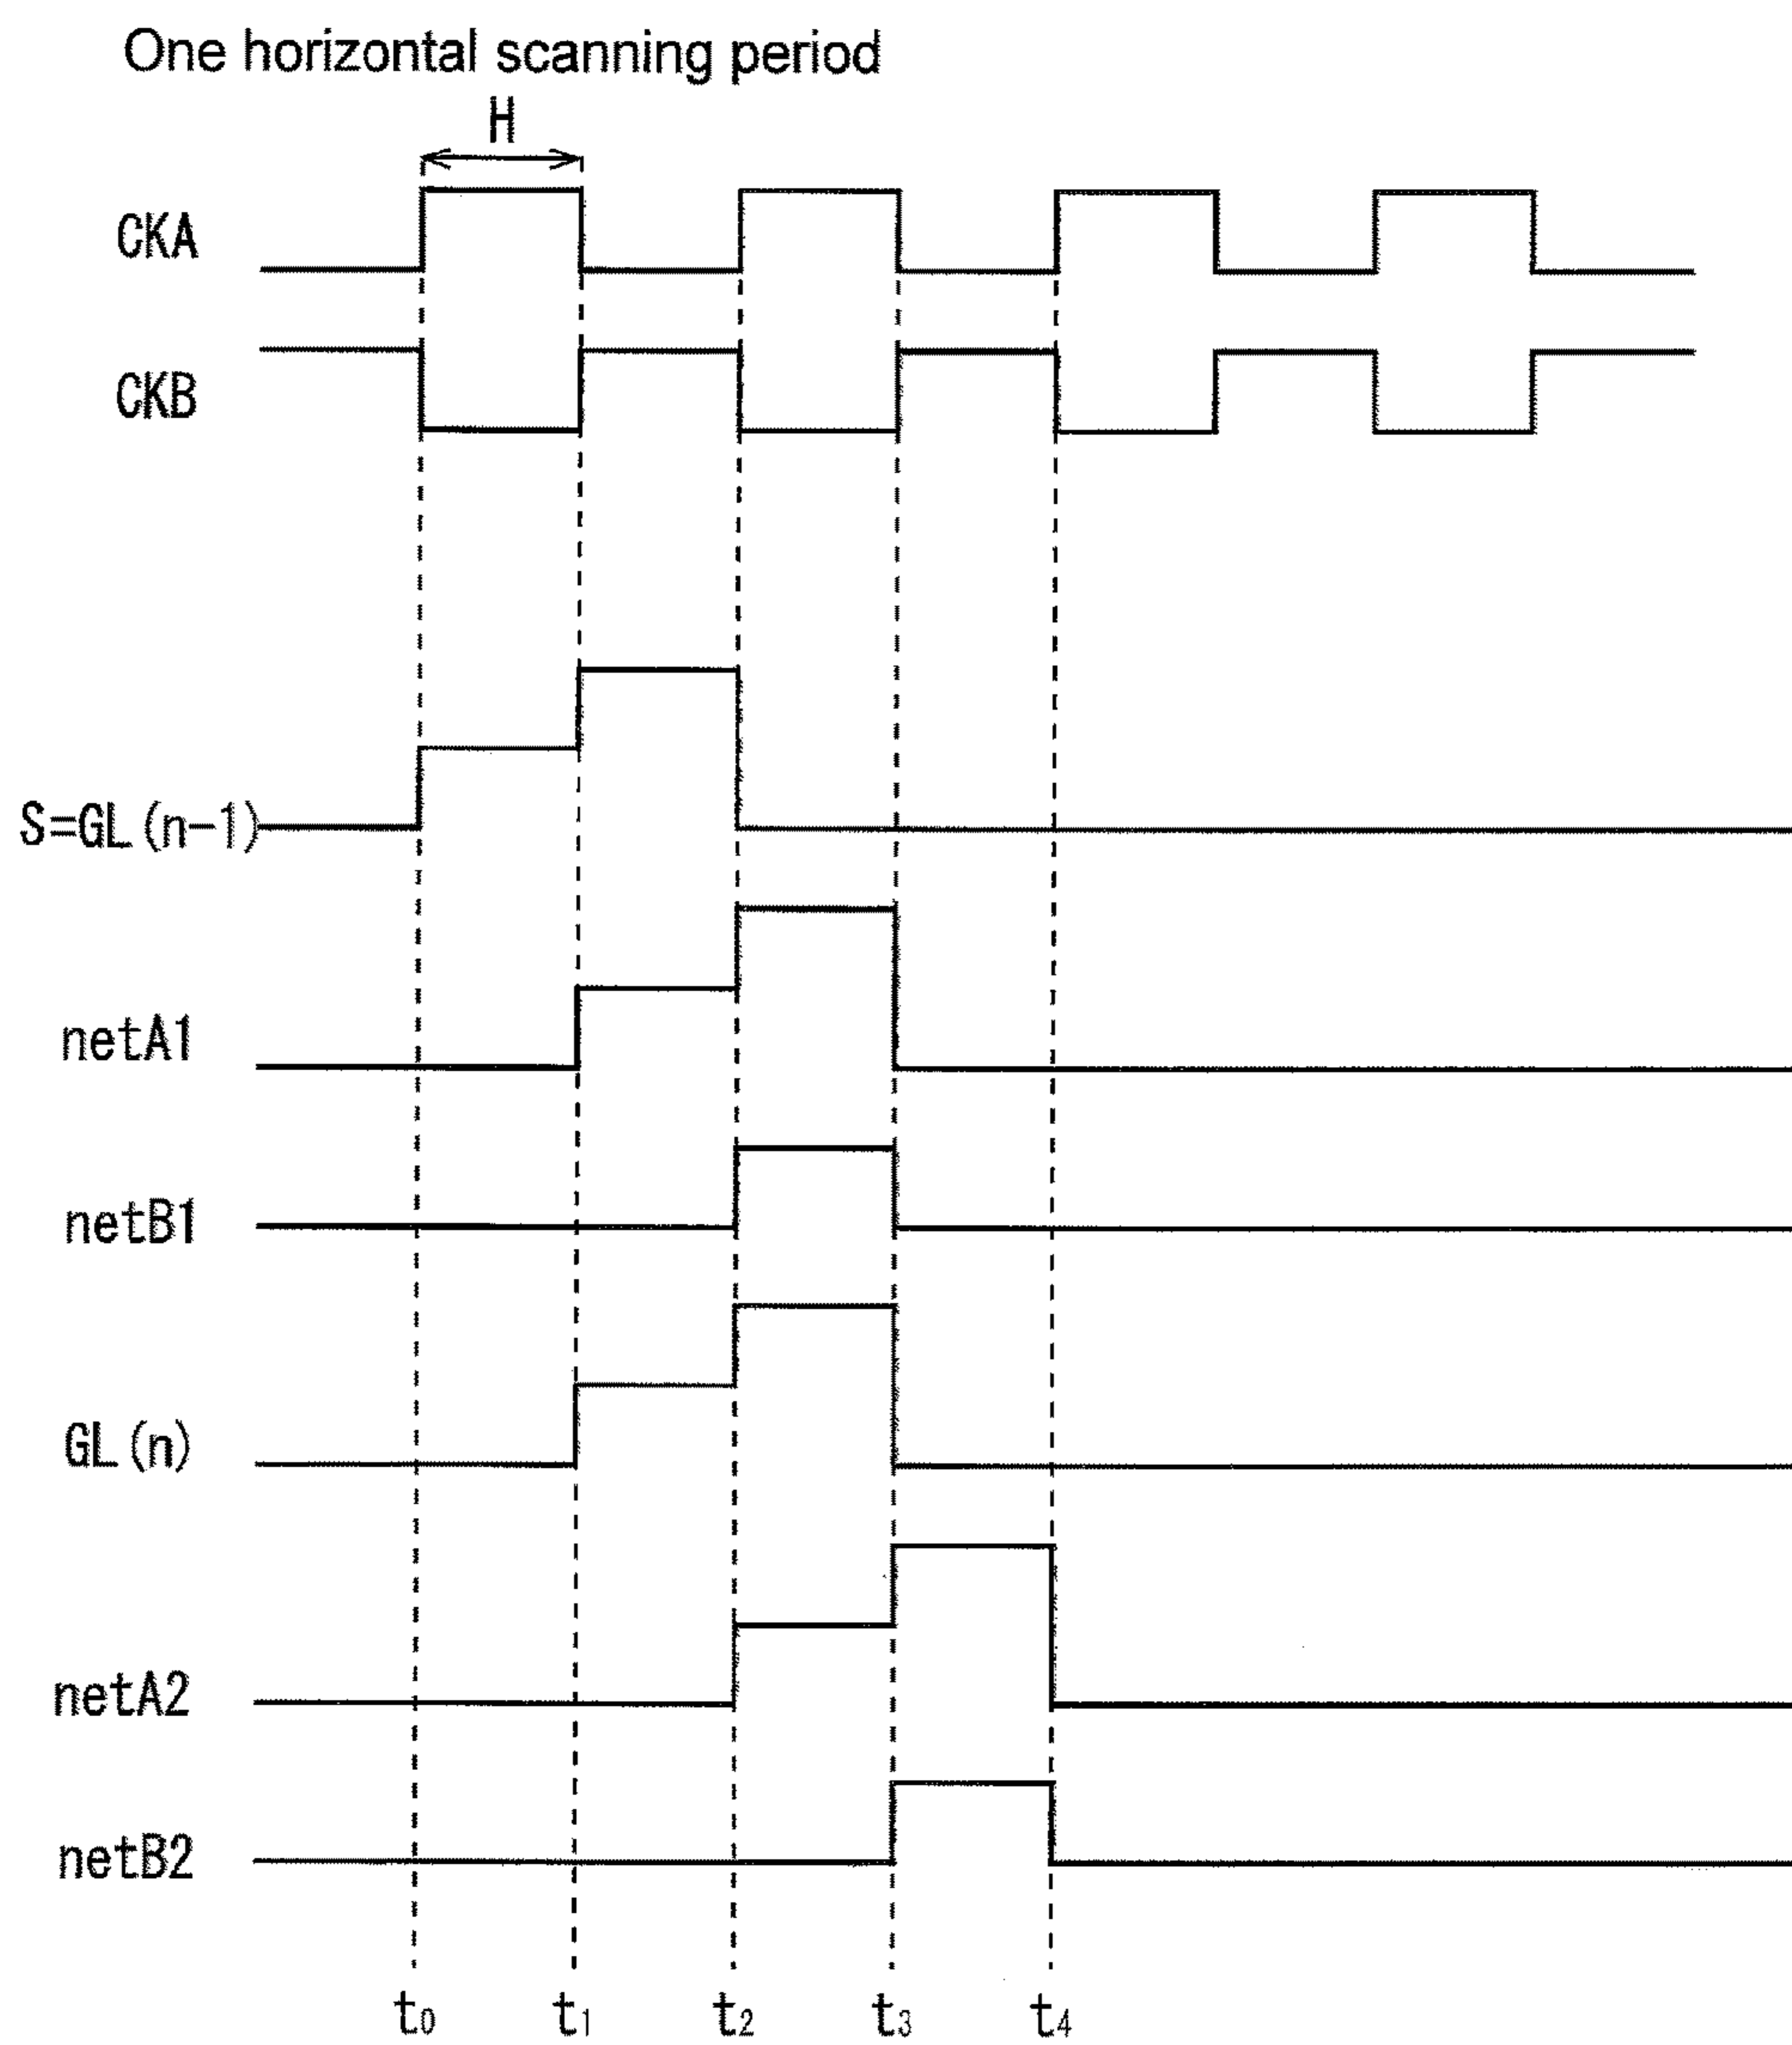 One horizontal scanning period
H
CKA
CKB
S=GL(n-1)
netA1
netB1
GL(n)
netA2
netB2
t0 t1 t2 t3 t4